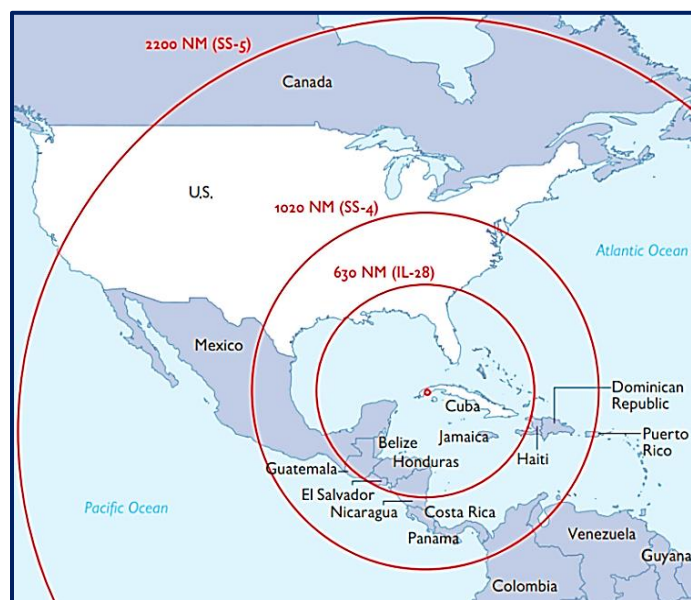 2200 NM (SS-5)
Canada
U.S.
1020 NM (SS-4)
Atlantic Ocean
630 NM (IL-28)
Mexico
Dominican
Republic
Cuba
Belize
Jamaica
Puerto
Rico
Haiti
Guatemala
Honduras
El Salvador
Nicaragua
Costa Rica
Pacific Ocean
Panama
Venezuela
Guyana
Colombia